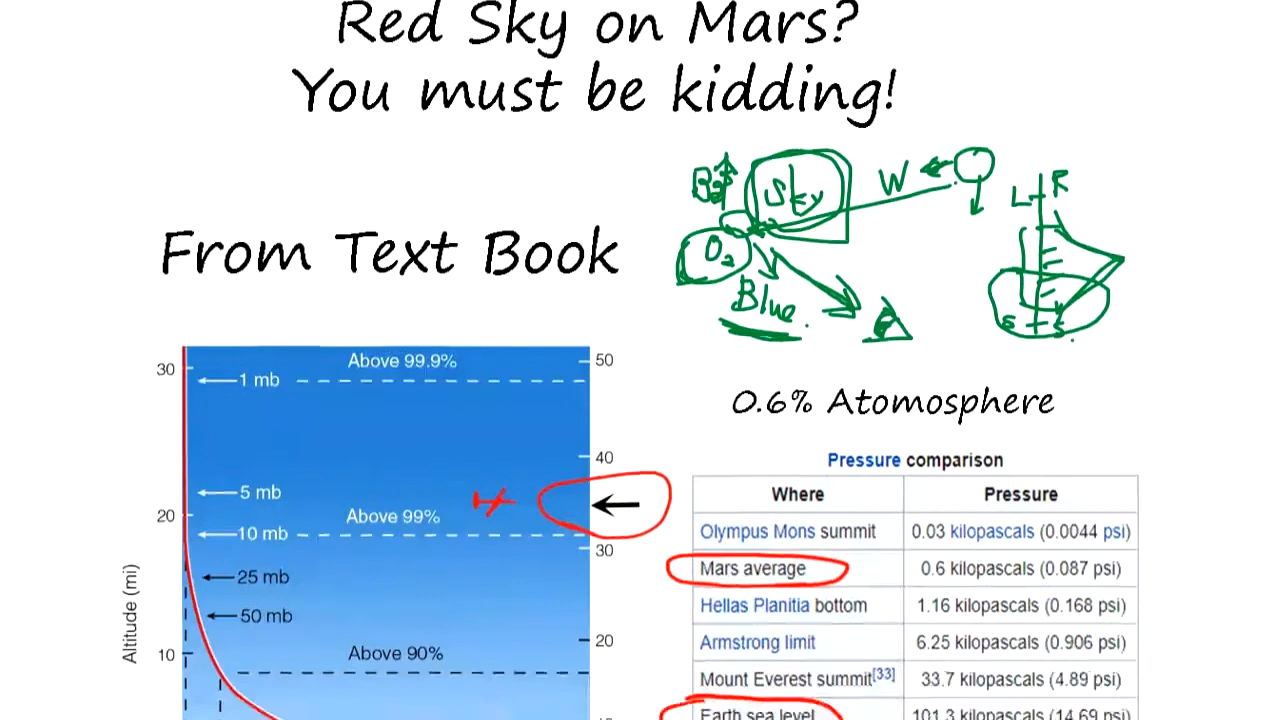 Red Sky on Mars?
You must be kidding!
From Text Book
Sky
W
L R
O2
Blue
0.6% Atomosphere
Pressure comparison
Where Pressure
Olympus Mons summit 0.03 kilopascals (0.0044 psi)
Mars average 0.6 kilopascals (0.087 psi)
Hellas Planitia bottom 1.16 kilopascals (0.168 psi)
Armstrong limit 6.25 kilopascals (0.906 psi)
Mount Everest summit[33] 33.7 kilopascals (4.89 psi)
Earth sea level 101.3 kilopascals (14.69 psi)
Altitude (mi)
30 Above 99.9% 50
1 mb
40
5 mb
20 Above 99%
10 mb 30
25 mb
50 mb
20
10 Above 90%